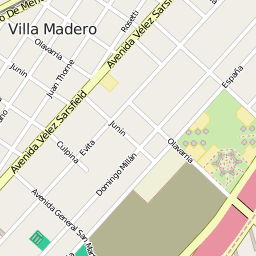 Villa Madero
Olavarría
Junín
Juan Thorne
Rosetti
Avenida Vélez Sarsfield
España
Avenida Vélez Sarsfield
Culpina
Evita
Junín
Olavarría
Domingo Millán
Avenida General San Mar